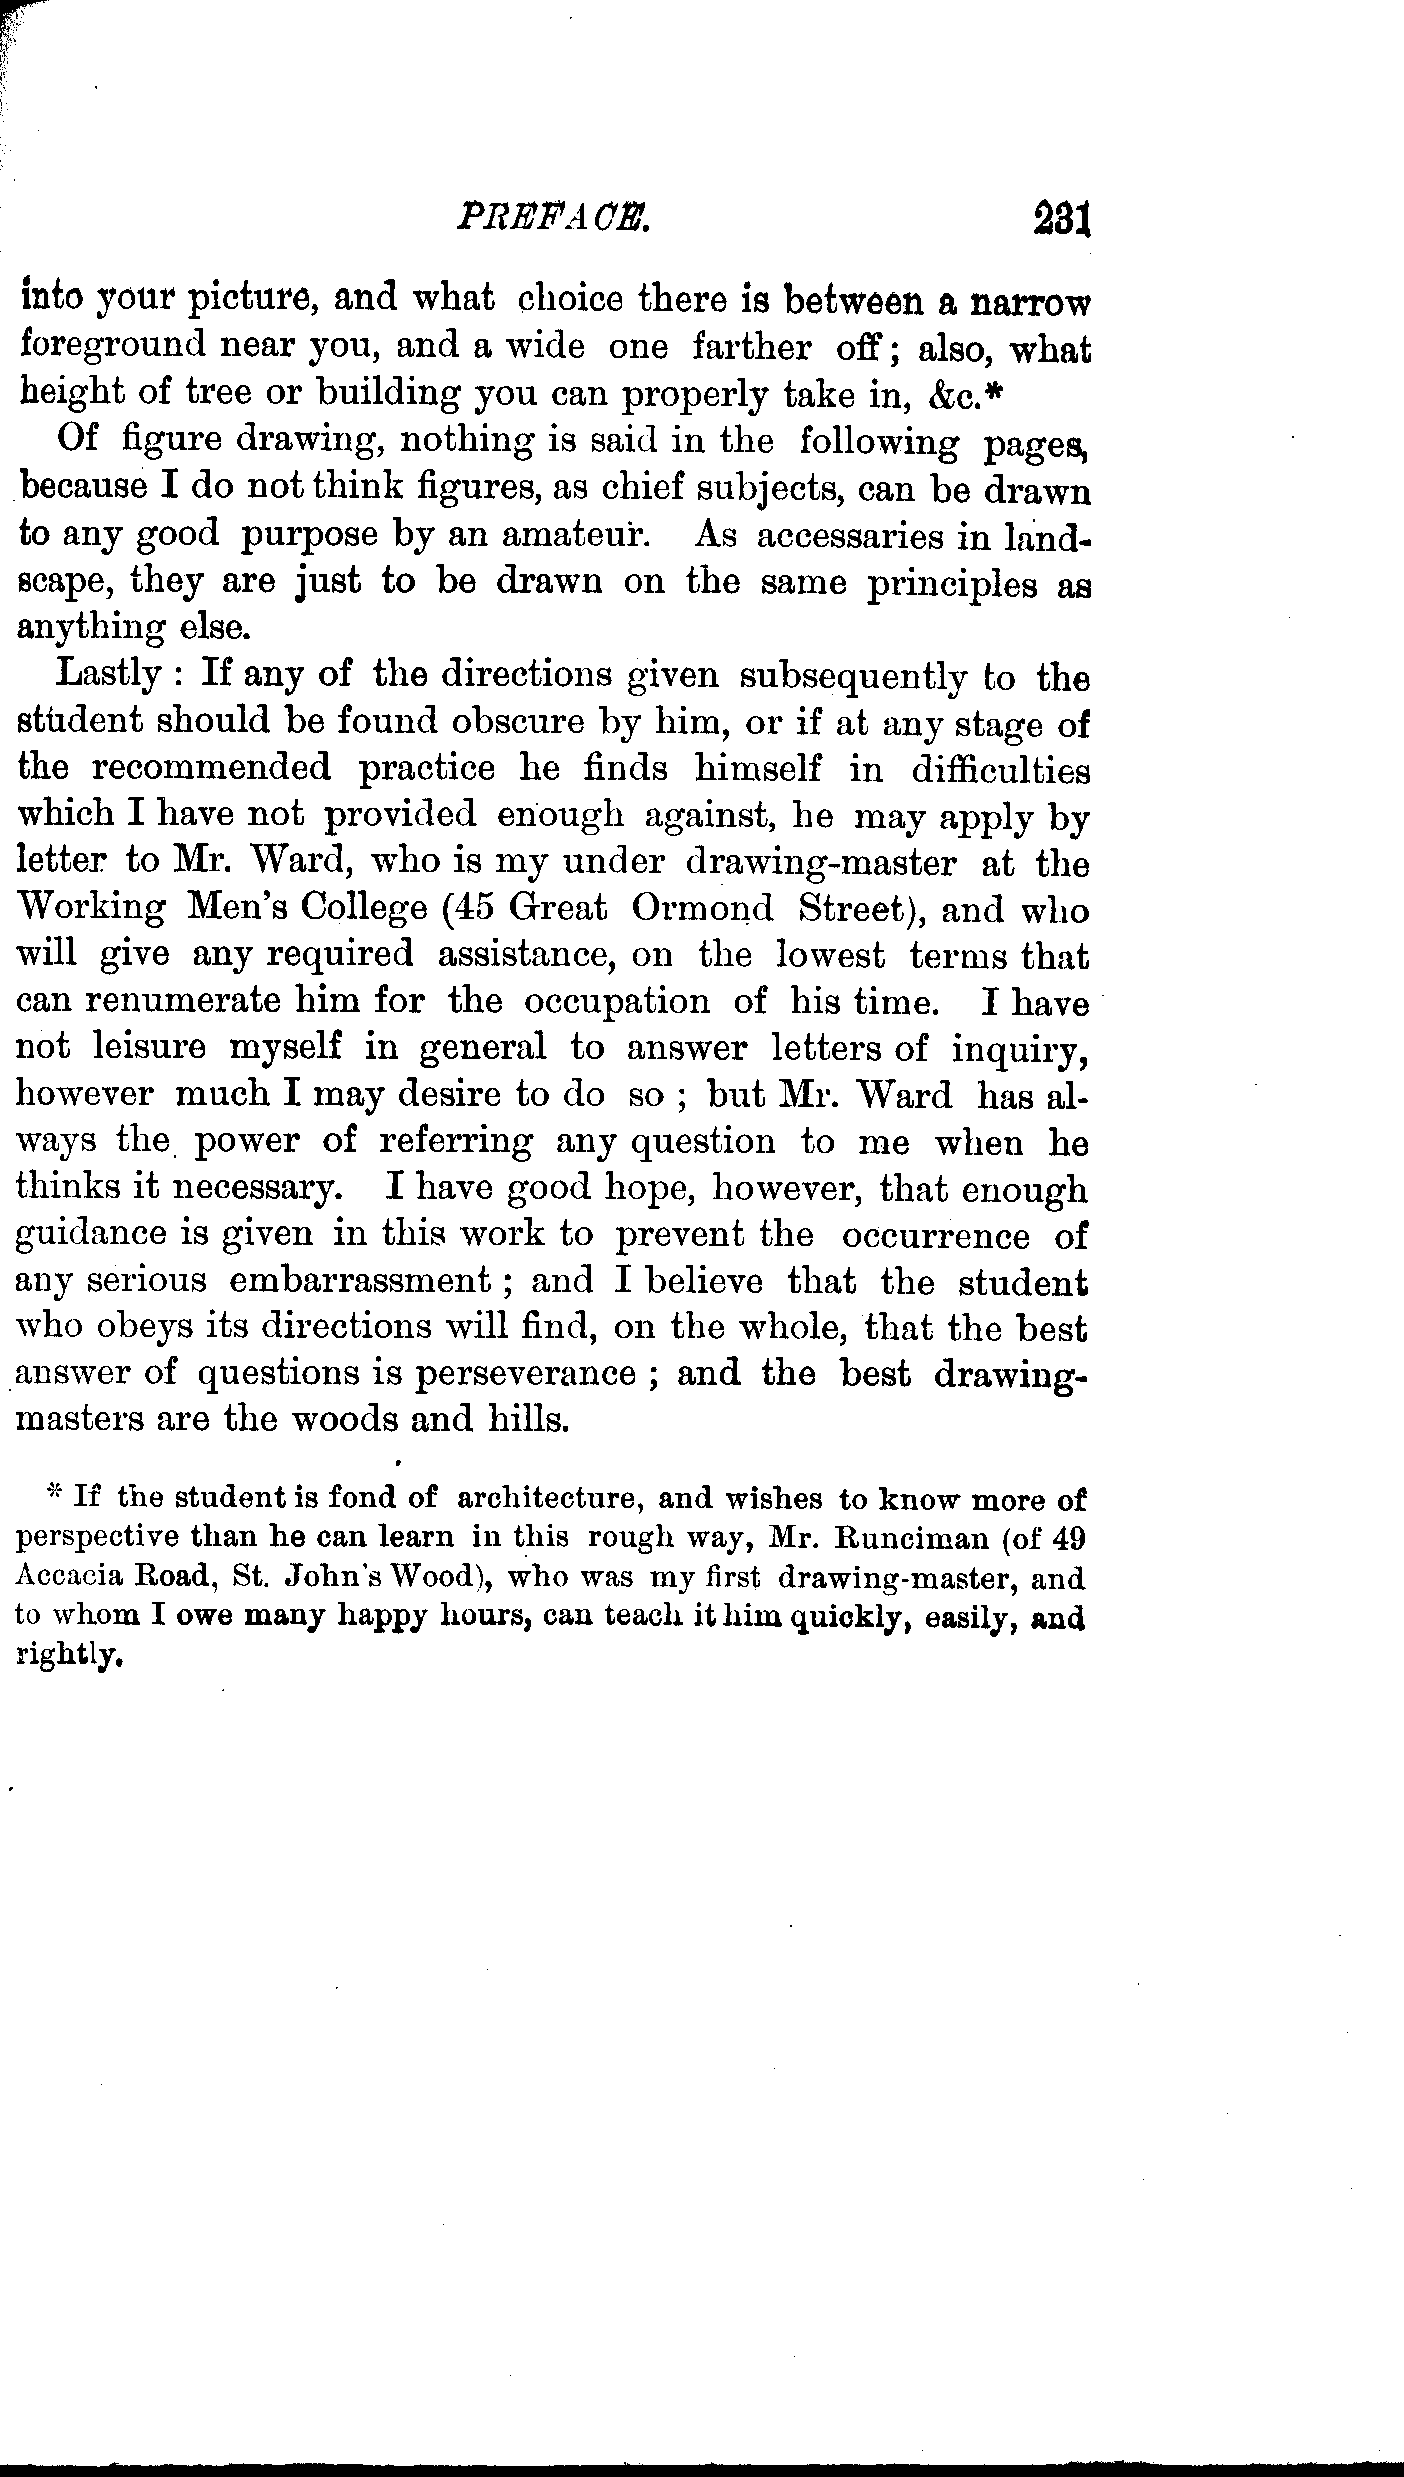 PREFACE. 231
into your picture, and what choice there is between a narrow
foreground near you, and a wide one farther off; also, what
height of tree or building you can properly take in, &c.*
Of figure drawing, nothing is said in the following pages,
because I do not think figures, as chief subjects, can be drawn
to any good purpose by an amateur. As accessaries in land-
scape, they are just to be drawn on the same principles as
anything else.
Lastly : If any of the directions given subsequently to the
student should be found obscure by him, or if at any stage of
the recommended practice he finds himself in difficulties
which I have not provided enough against, he may apply by
letter to Mr. Ward, who is my under drawing-master at the
Working Men's College (45 Great Ormond Street), and who
will give any required assistance, on the lowest terms that
can renumerate him for the occupation of his time. I have
not leisure myself in general to answer letters of inquiry,
however much I may desire to do so ; but Mr. Ward has al-
ways the power of referring any question to me when he
thinks it necessary. I have good hope, however, that enough
guidance is given in this work to prevent the occurrence of
any serious embarrassment ; and I believe that the student
who obeys its directions will find, on the whole, that the best
answer of questions is perseverance ; and the best drawing-
masters are the woods and hills.
* If the student is fond of architecture, and wishes to know more of
perspective than he can learn in this rough way, Mr. Runciman (of 49
Accacia Road, St. John's Wood), who was my first drawing-master, and
to whom I owe many happy hours, can teach it him quickly, easily, and
rightly.